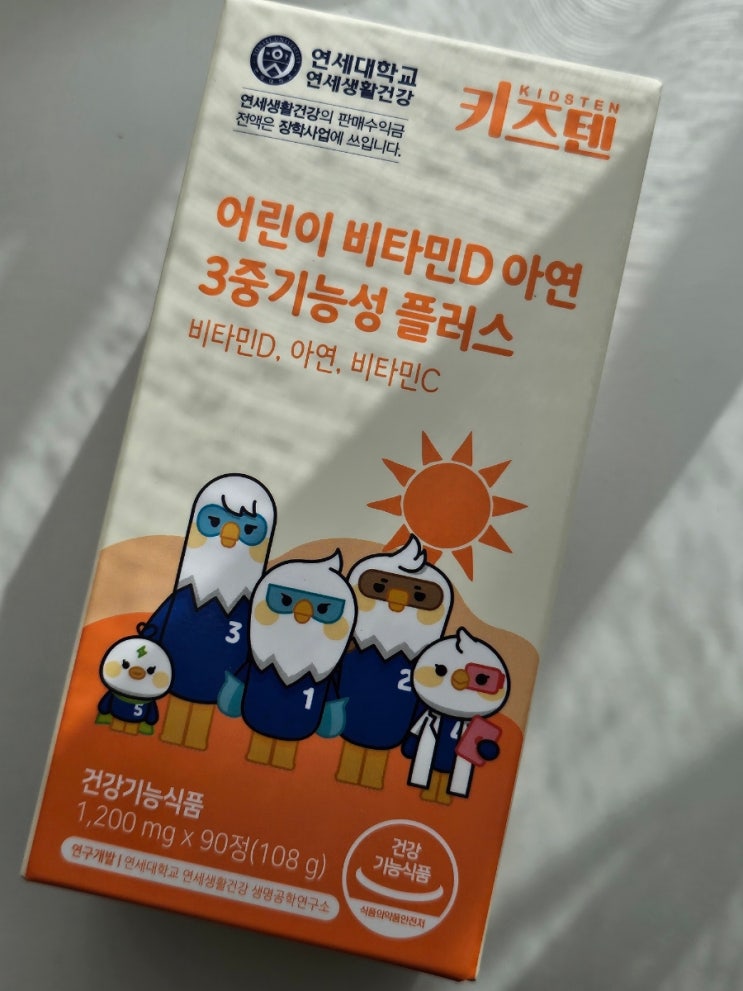 연세대학교
연세생활건강
연세생활건강의 판매수익금
전액은 장학사업에 쓰입니다.
KIDSTEN
키즈텐
어린이 비타민D 아연
3중기능성 플러스
비타민D, 아연, 비타민C
3
1
2
4
5
건강기능식품
1,200 mg x 90정(108 g)
연구개발 | 연세대학교 연세생활건강 생명공학연구소
건강
기능식품
식품의약품안전처